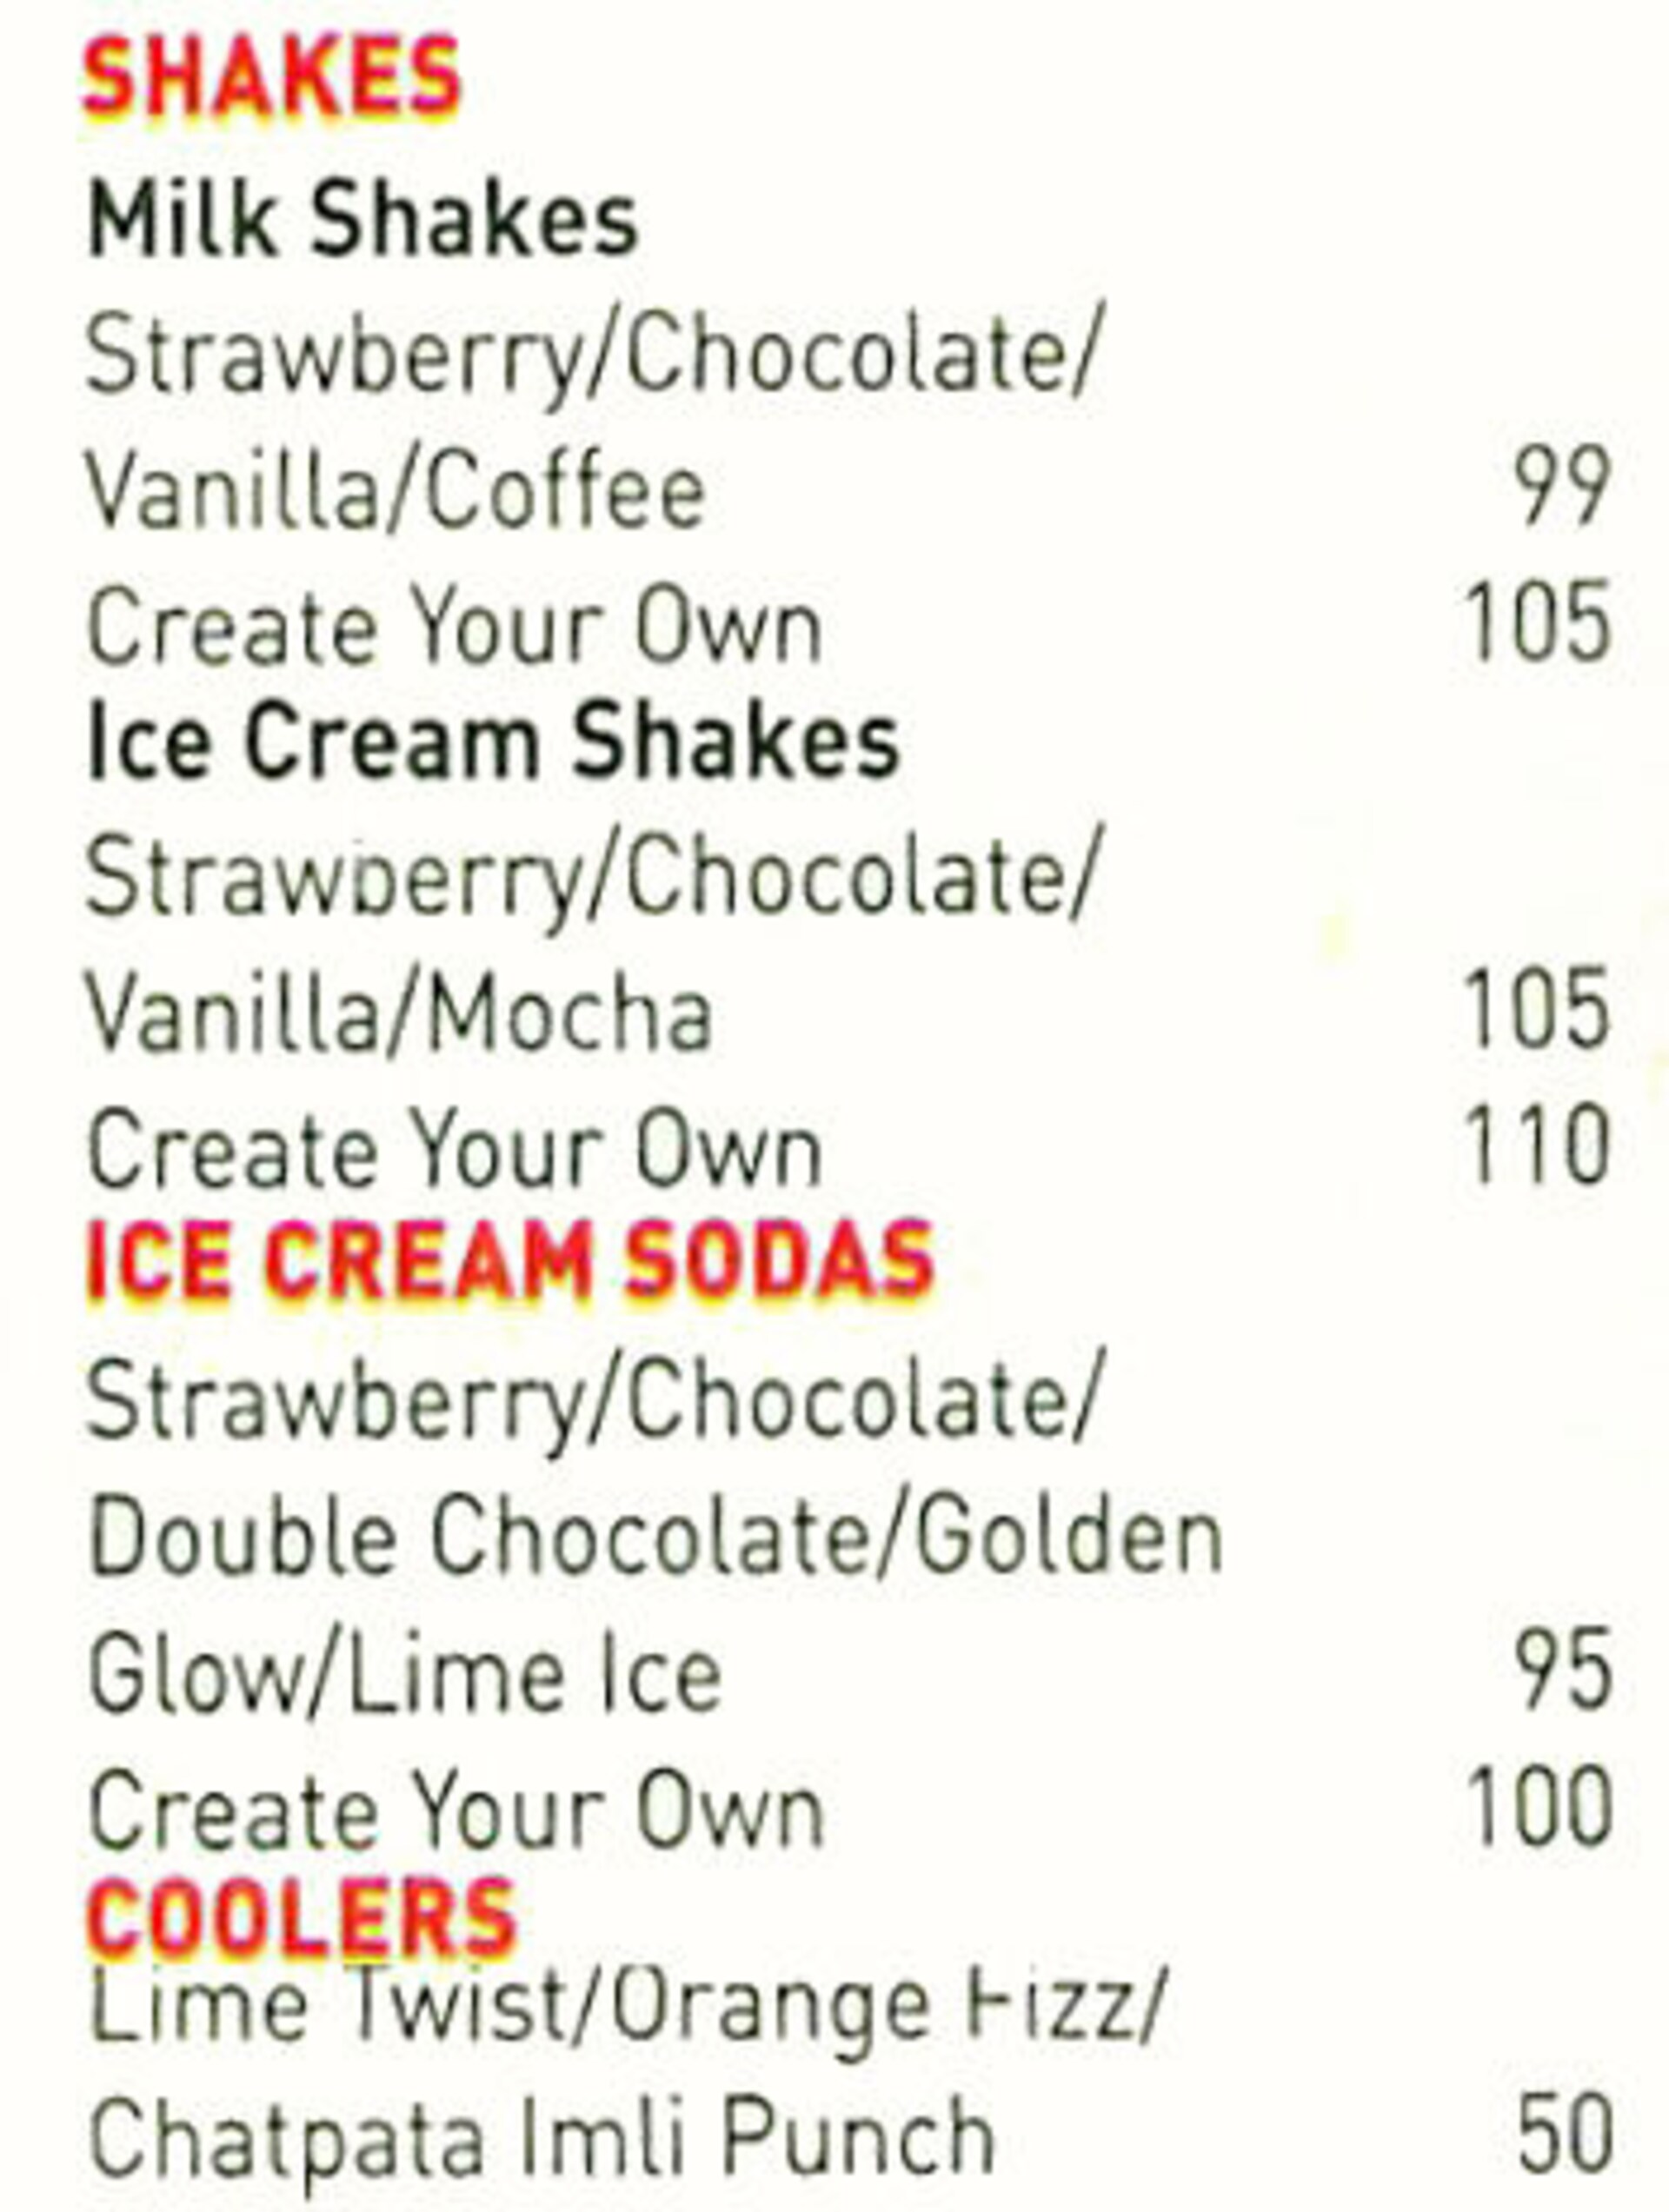 SHAKES
Milk Shakes
Strawberry/Chocolate/
Vanilla/Coffee 99
Create Your Own 105
Ice Cream Shakes
Strawberry/Chocolate/
Vanilla/Mocha 105
Create Your Own 110
ICE CREAM SODAS
Strawberry/Chocolate/
Double Chocolate/Golden
Glow/Lime Ice 95
Create Your Own 100
COOLERS
Lime Twist/Orange Fizz/
Chatpata Imli Punch 50